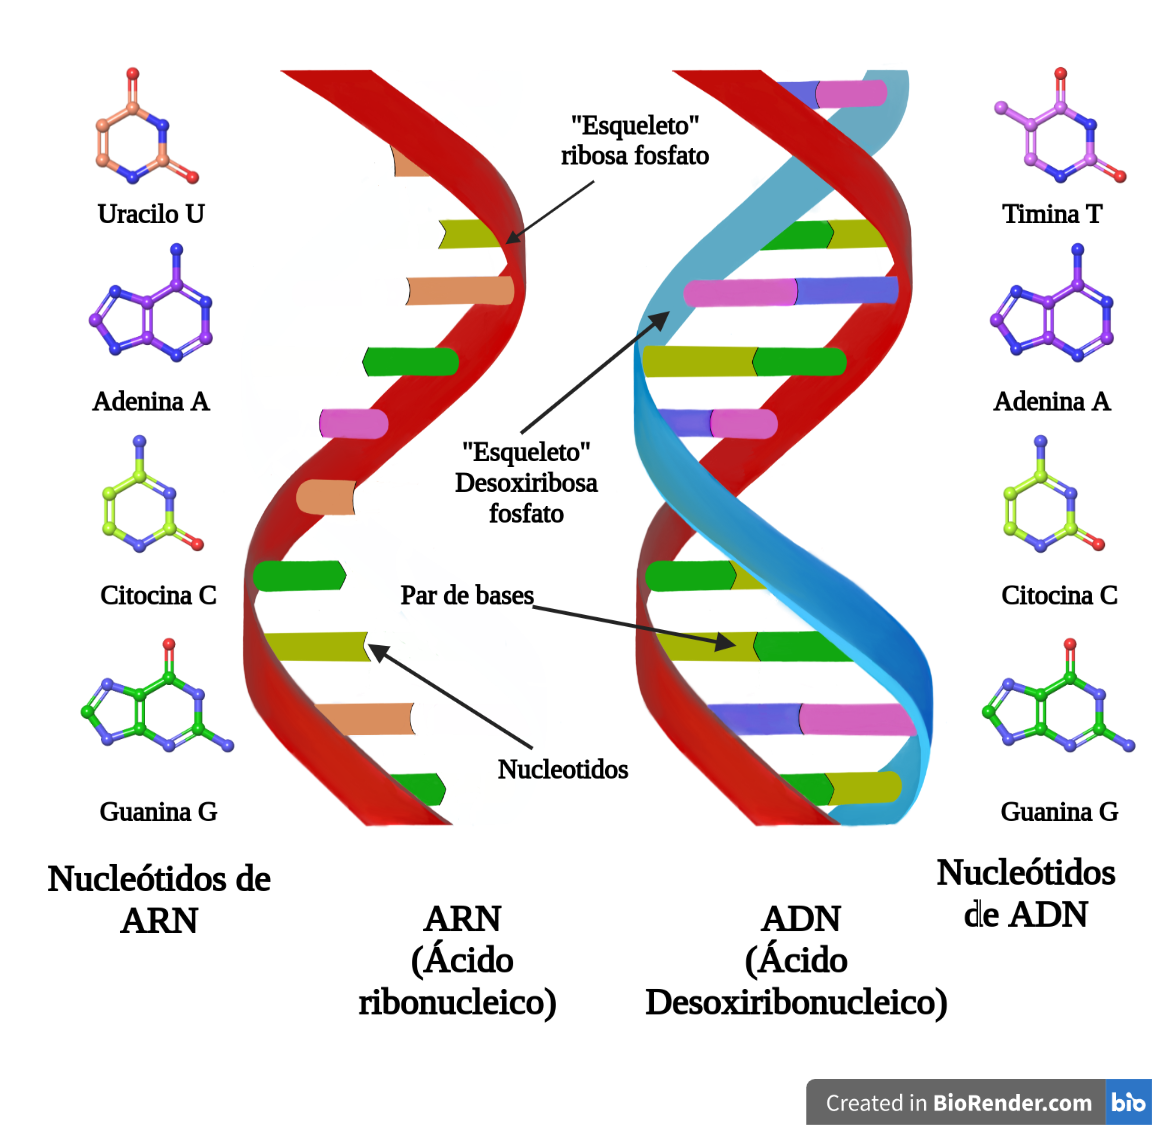 "Esqueleto"
ribosa fosfato
Uracilo U
Timina T
Adenina A
Adenina A
"Esqueleto"
Desoxiribosa
fosfato
Citocina C
Par de bases
Citocina C
Nucleotidos
Guanina G
Guanina G
Nucleótidos de
ARN
Nucleótidos
de ADN
ARN
(Ácido
ribonucleico)
ADN
(Ácido
Desoxiribonucleico)
Created in BioRender.com bio